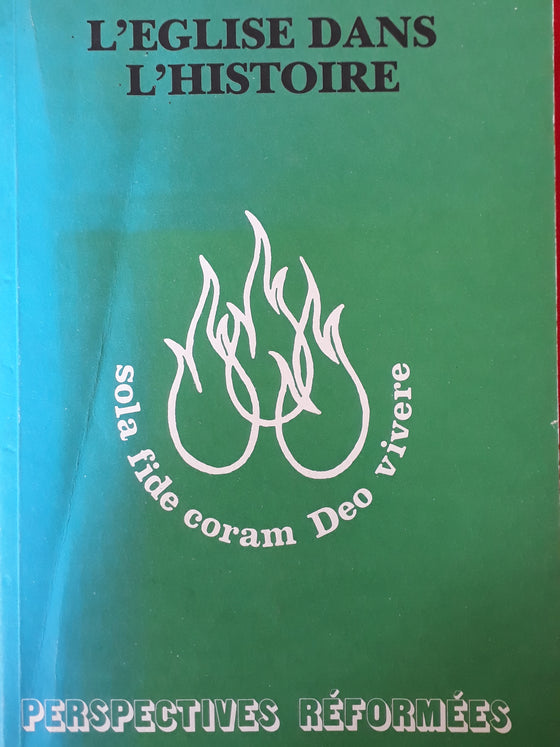 L'EGLISE DANS
L'HISTOIRE
sola fide coram Deo vivere
PERSPECTIVES RÉFORMÉES